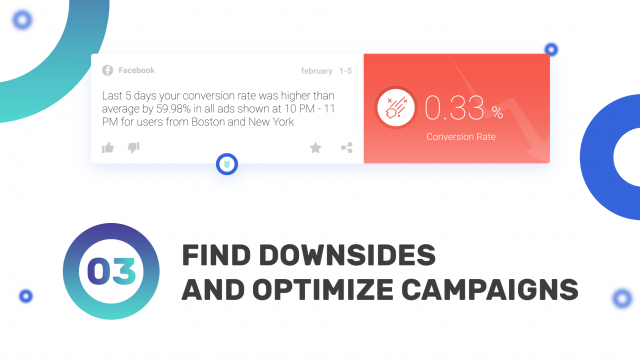 Facebook
february 1-5
Last 5 days your conversion rate was higher than
average by 59.98% in all ads shown at 10 PM - 11
PM for users from Boston and New York
0.33 %
Conversion Rate
03
FIND DOWNSIDES
AND OPTIMIZE CAMPAIGNS